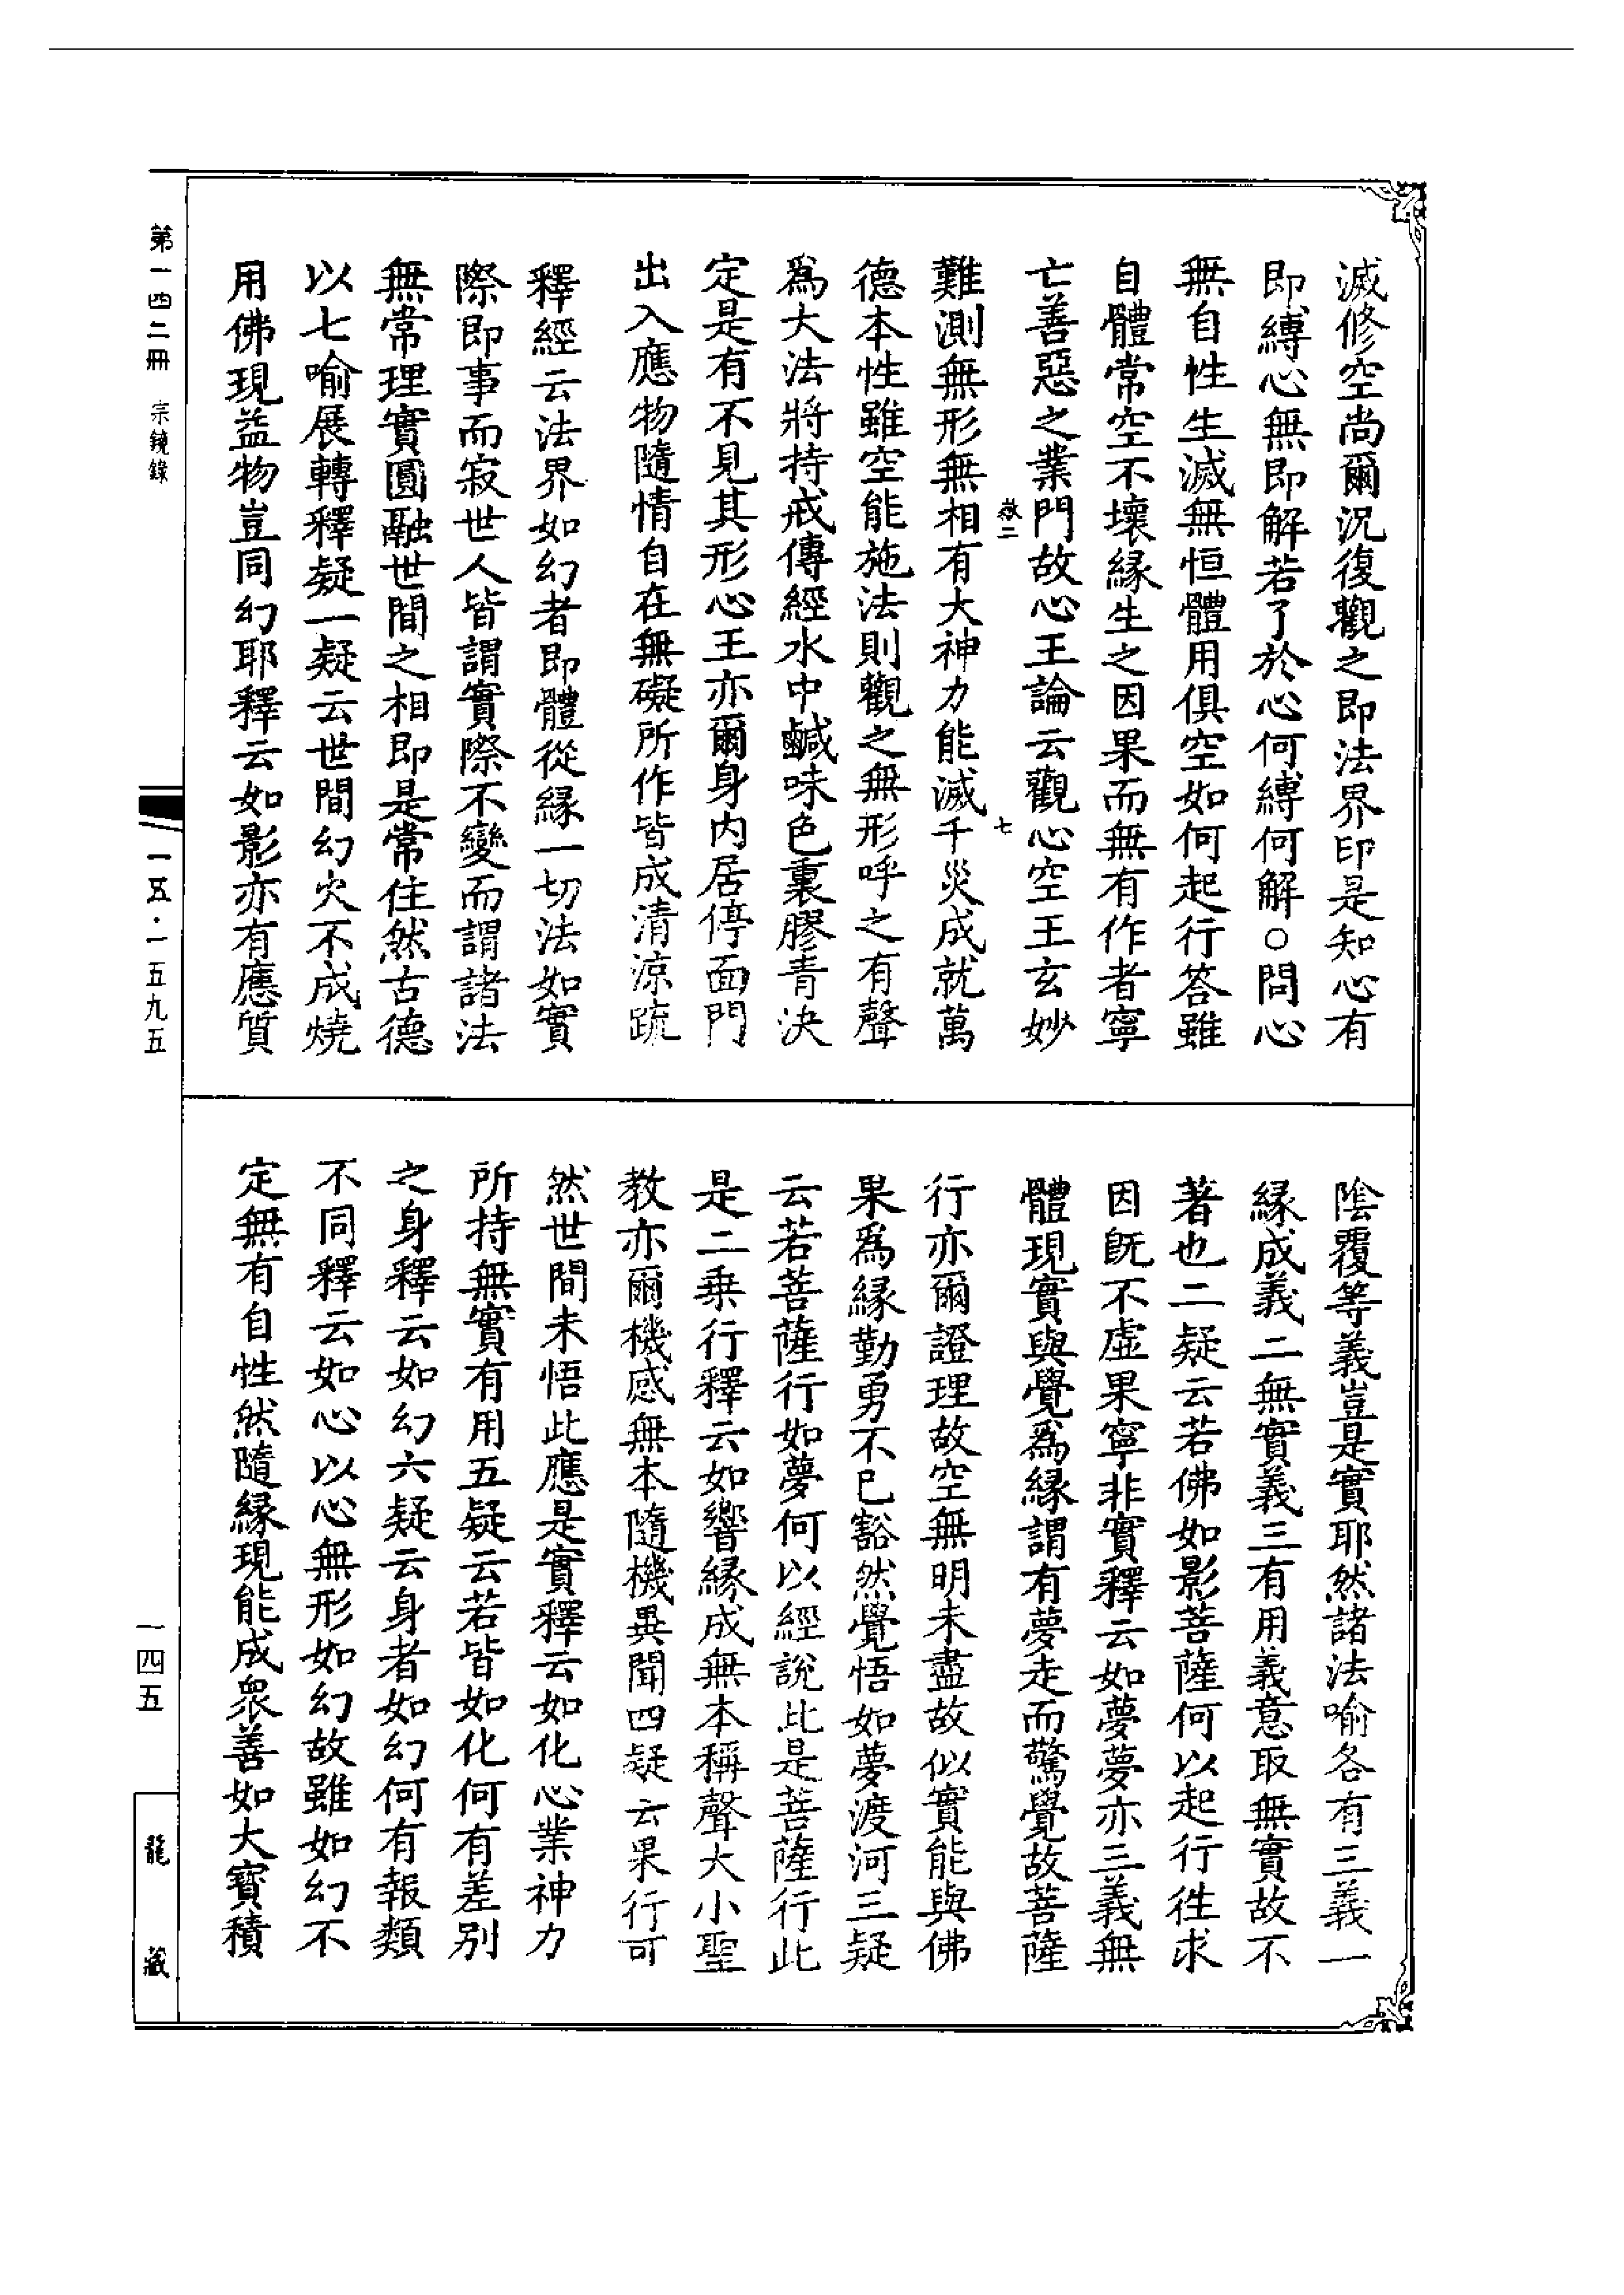 滅修空尚爾況復觀之即法界印是知心有
即縛心無即解若了於心何縛何解○問心
無自性生滅無恒體用俱空如何起行答雖
自體常空不壞緣生之因果而無有作者寧
亡善惡之業門故心王論云觀心空王玄妙
難測無形無相有大神力能滅千災成就萬
德本性雖空能施法則觀之無形呼之有聲
為大法將持戒傳經水中鹹味色裏膠青決
定是有不見其形心王亦爾身內居停面門
出入應物隨情自在無礙所作皆成清涼疏
釋經云法界如幻者即體從緣一切法如實
際即事而寂世人皆謂實際不變而謂諸法
無常理實圓融世間之相即是常住然古德
以七喻展轉釋疑一疑云世間幻火不成燒
用佛現益物豈同幻耶釋云如影亦有應質
陰覆等義豈是實耶然諸法喻各有三義一
緣成義二無實義三有用義意取無實故不
著也二疑云若佛如影菩薩何以起行往求
因既不虛果寧非實釋云如夢夢亦三義無
體現實與覺為緣謂有夢走而驚覺故菩薩
行亦爾證理故空無明未盡故似實能與佛
果為緣勤勇不已豁然覺悟如夢渡河三疑
云若菩薩行如夢何以經說此是菩薩行此
是二乘行釋云如響緣成無本稱聲大小聖
教亦爾機感無本隨機異聞四疑云果行可
然世間未悟此應是實釋云如化心業神力
所持無實有用五疑云若皆如化何有差別
之身釋云如幻六疑云身者如幻何有報類
不同釋云如心以心無形如幻故雖如幻不
定無有自性然隨緣現能成眾善如大寶積
七
第一四二冊 宗鏡錄
一五·一五九五
一四五
龍藏